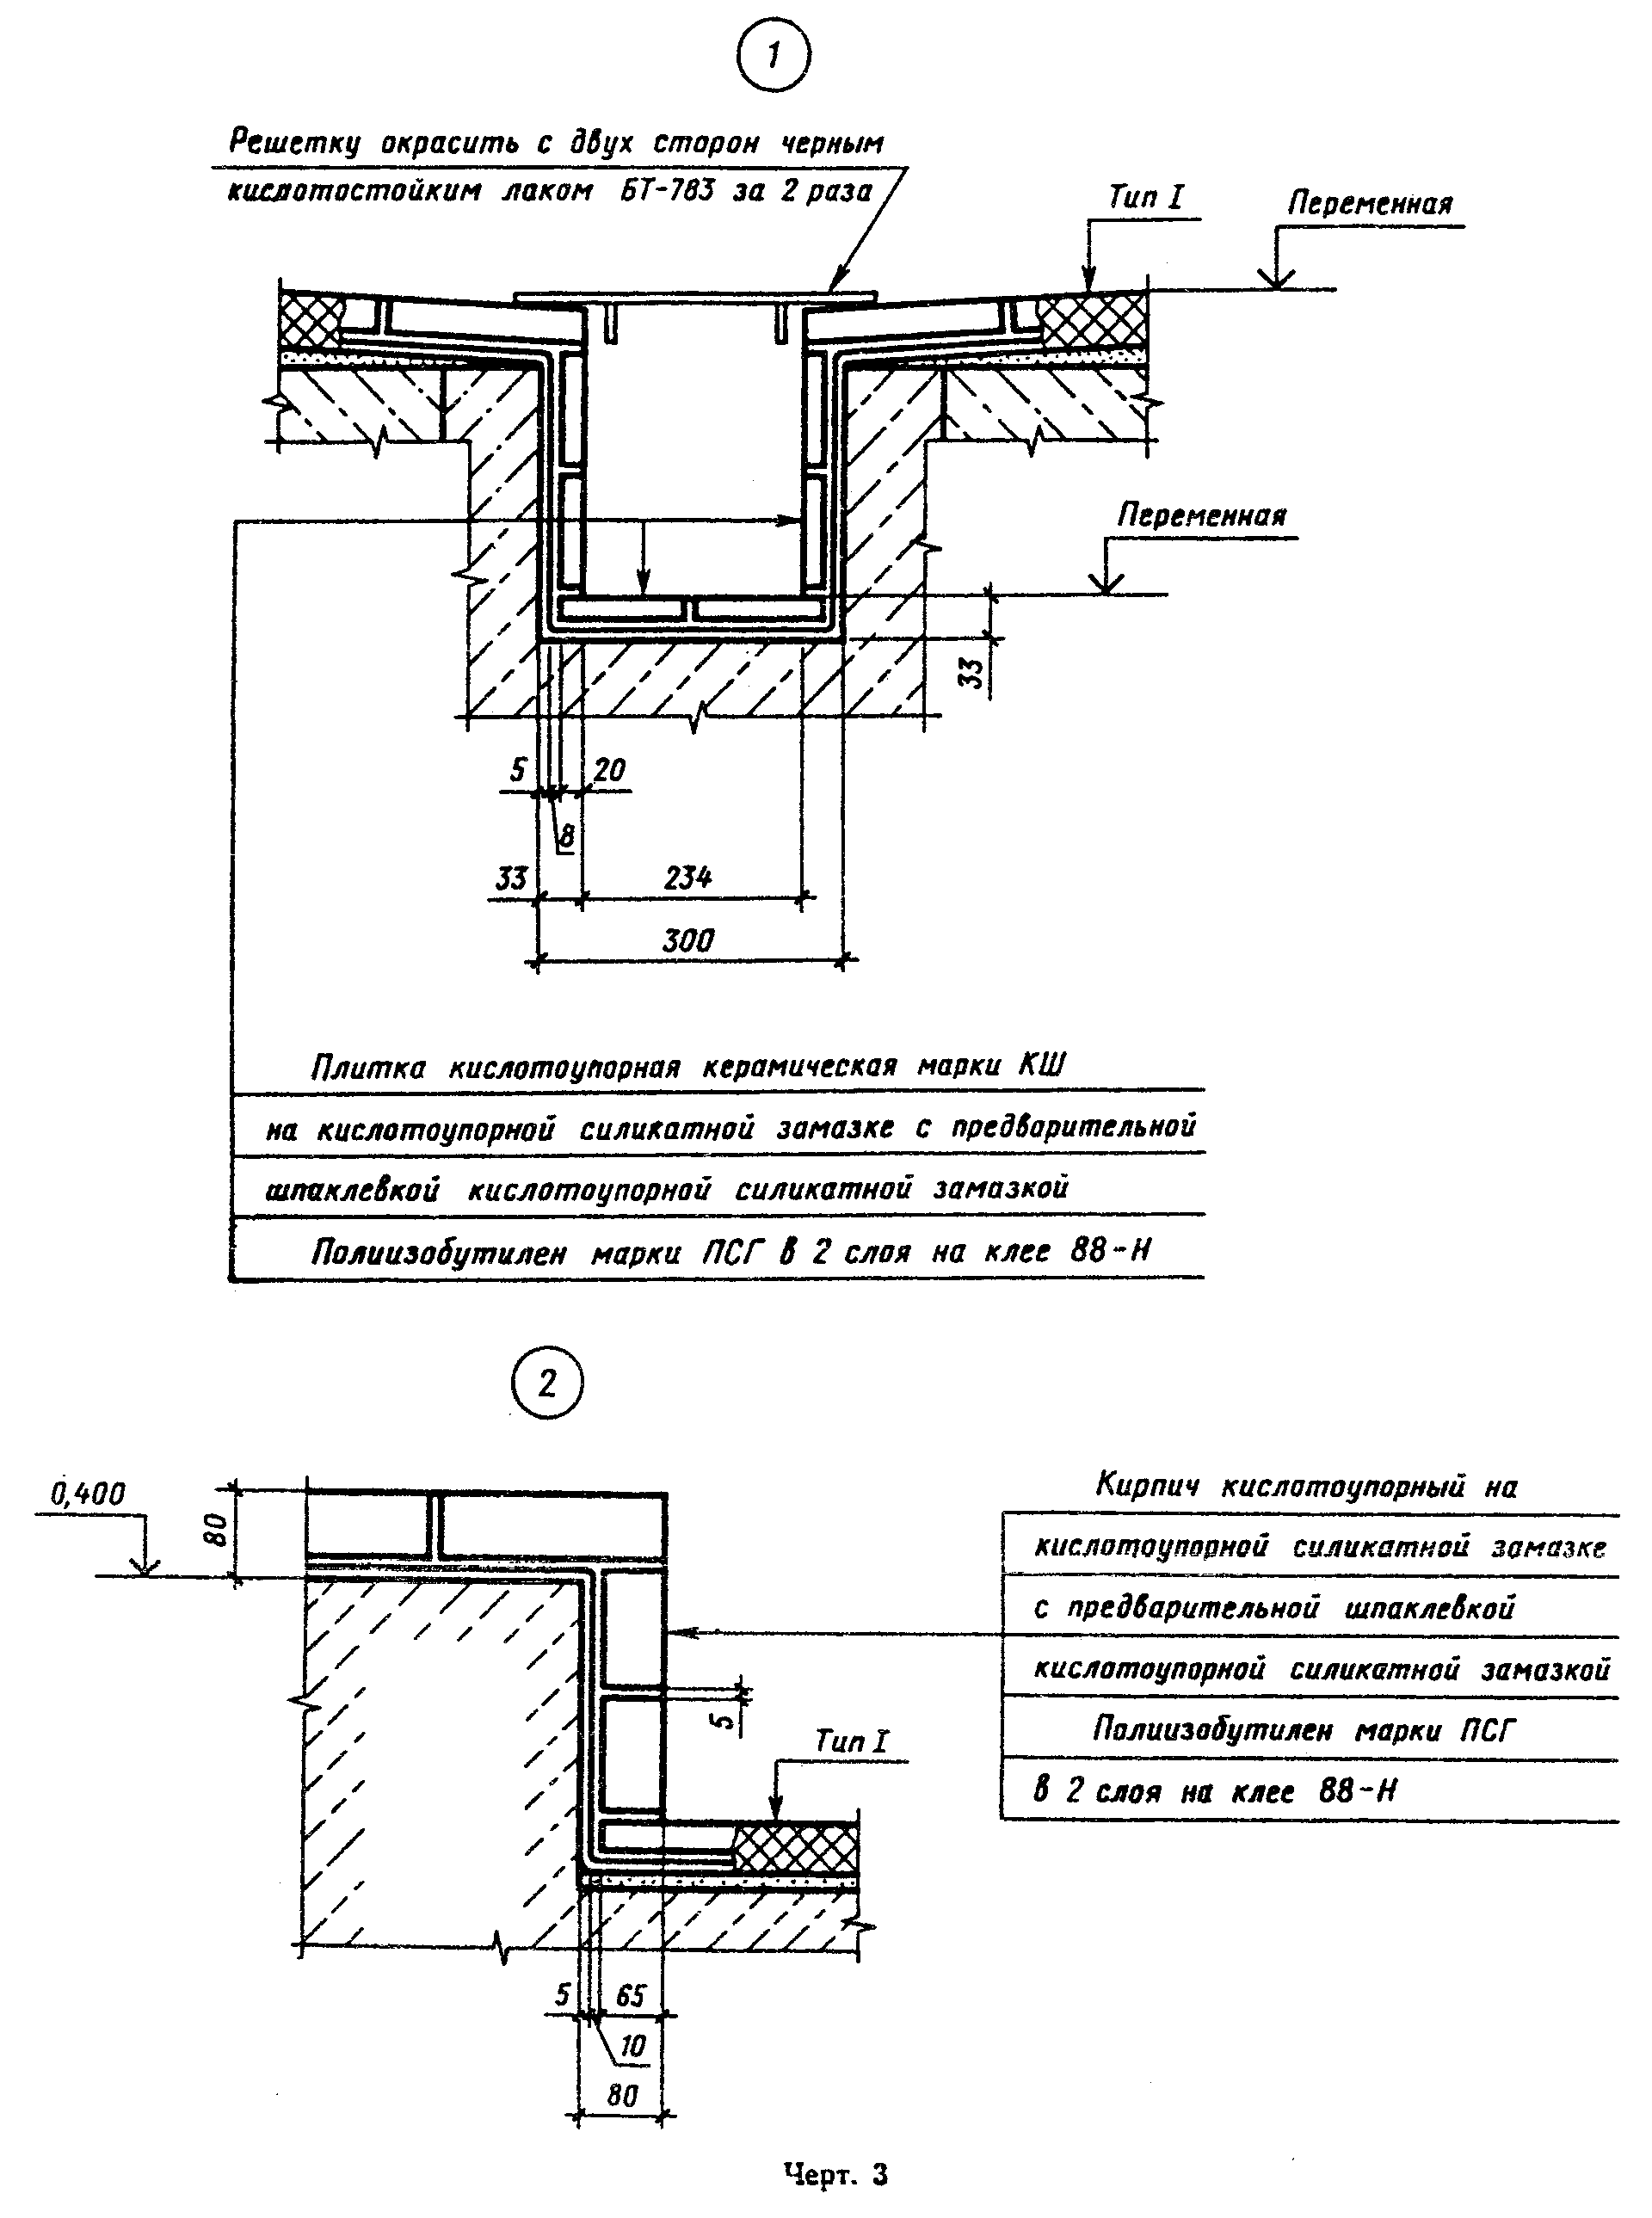 1
Решетку окрасить с двух сторон черным
кислотостойким лаком БТ-783 за 2 раза
Тип I
Переменная
Переменная
33
5
20
8
33
234
300
Плитка кислотоупорная керамическая марки КШ
на кислотоупорной силикатной замазке с предварительной
шпаклевкой кислотоупорной силикатной замазкой
Полиизобутилен марки ПСГ в 2 слоя на клее 88-Н
2
0,400
80
Кирпич кислотоупорный на
кислотоупорной силикатной замазке
с предварительной шпаклевкой
кислотоупорной силикатной замазкой
Полиизобутилен марки ПСГ
в 2 слоя на клее 88-Н
5
Тип I
5
65
10
80
Черт. 3